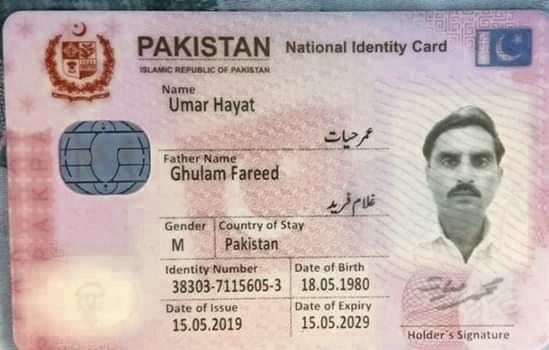 PAKISTAN National Identity Card
ISLAMIC REPUBLIC OF PAKISTAN
Name
Umar Hayat
عمر حیات
Father Name
Ghulam Fareed
غلام فرید
Gender Country of Stay
M Pakistan
Identity Number Date of Birth
38303-7115605-3 18.05.1980
Date of Issue Date of Expiry
15.05.2019 15.05.2029
Holder's Signature